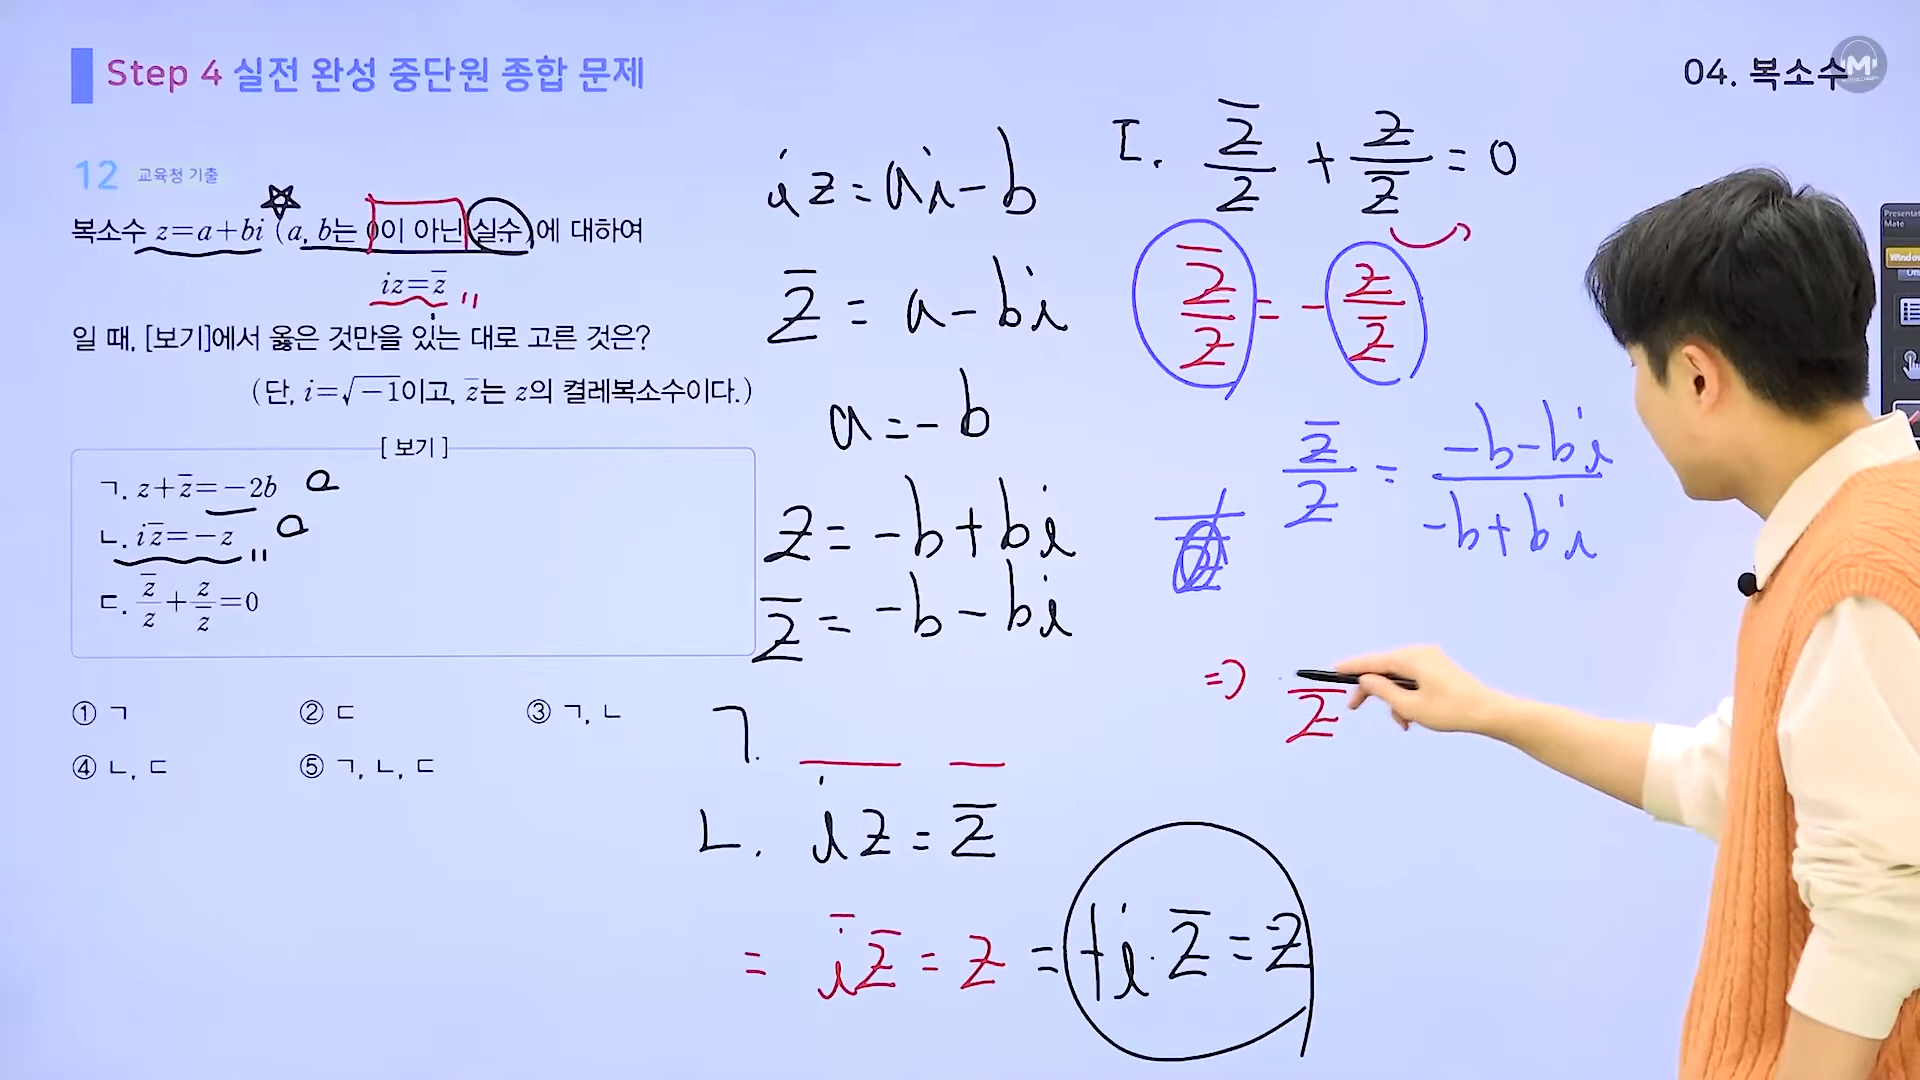 Step 4 실전 완성 중단원 종합 문제
04. 복소수
M
12 교육청 기출
복소수 z=a+bi (a, b는 0이 아닌 실수)에 대하여
iz=z̅
일 때, [보기]에서 옳은 것만을 있는 대로 고른 것은?
(단, i=√-1이고, z̅는 z의 켤레복소수이다.)
[ 보기 ]
ㄱ. z+z̅=-2b
ㄴ. iz̅=-z
ㄷ. z̅/z+z/z̅=0
① ㄱ ② ㄷ ③ ㄱ, ㄴ
④ ㄴ, ㄷ ⑤ ㄱ, ㄴ, ㄷ
iz=ai-b
z̅=a-bi
a=-b
z=-b+bi
z̅=-b-bi
ㄱ.
ㄴ. iz=z̅
= i̅z̅=z = +i·z̅=z
ㄷ. z̅/z + z/z̅ = 0
z̅/z = - z/z̅
z̅/z = (-b-bi)/(-b+bi)
⇒ z
Presentat
Mate
Window